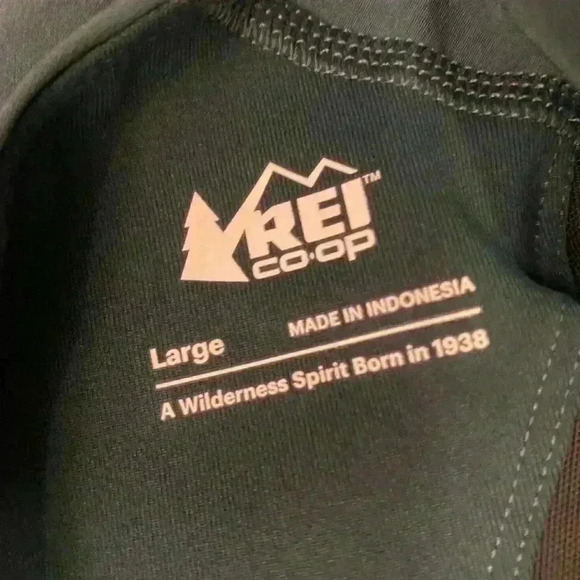 REI™
CO·OP
Large MADE IN INDONESIA
A Wilderness Spirit Born in 1938